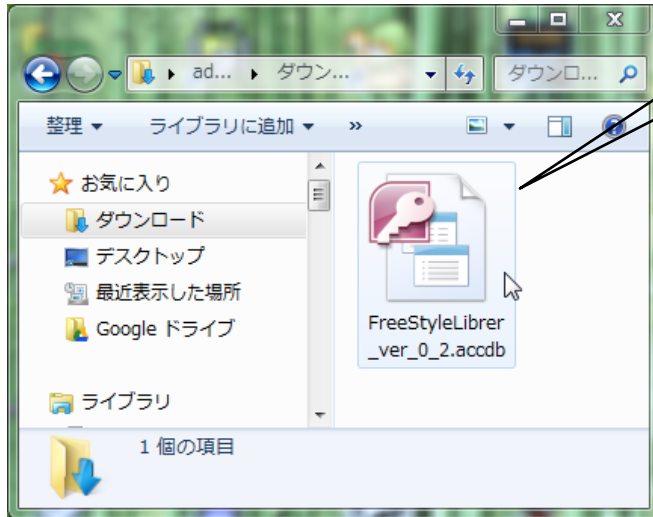 ad... ▸ ダウン...
ダウンロ...
整理 ▼ ライブラリに追加 ▼ »
お気に入り
ダウンロード
デスクトップ
最近表示した場所
Google ドライブ
ライブラリ
FreeStyleLibrer
_ver_0_2.accdb
1 個の項目